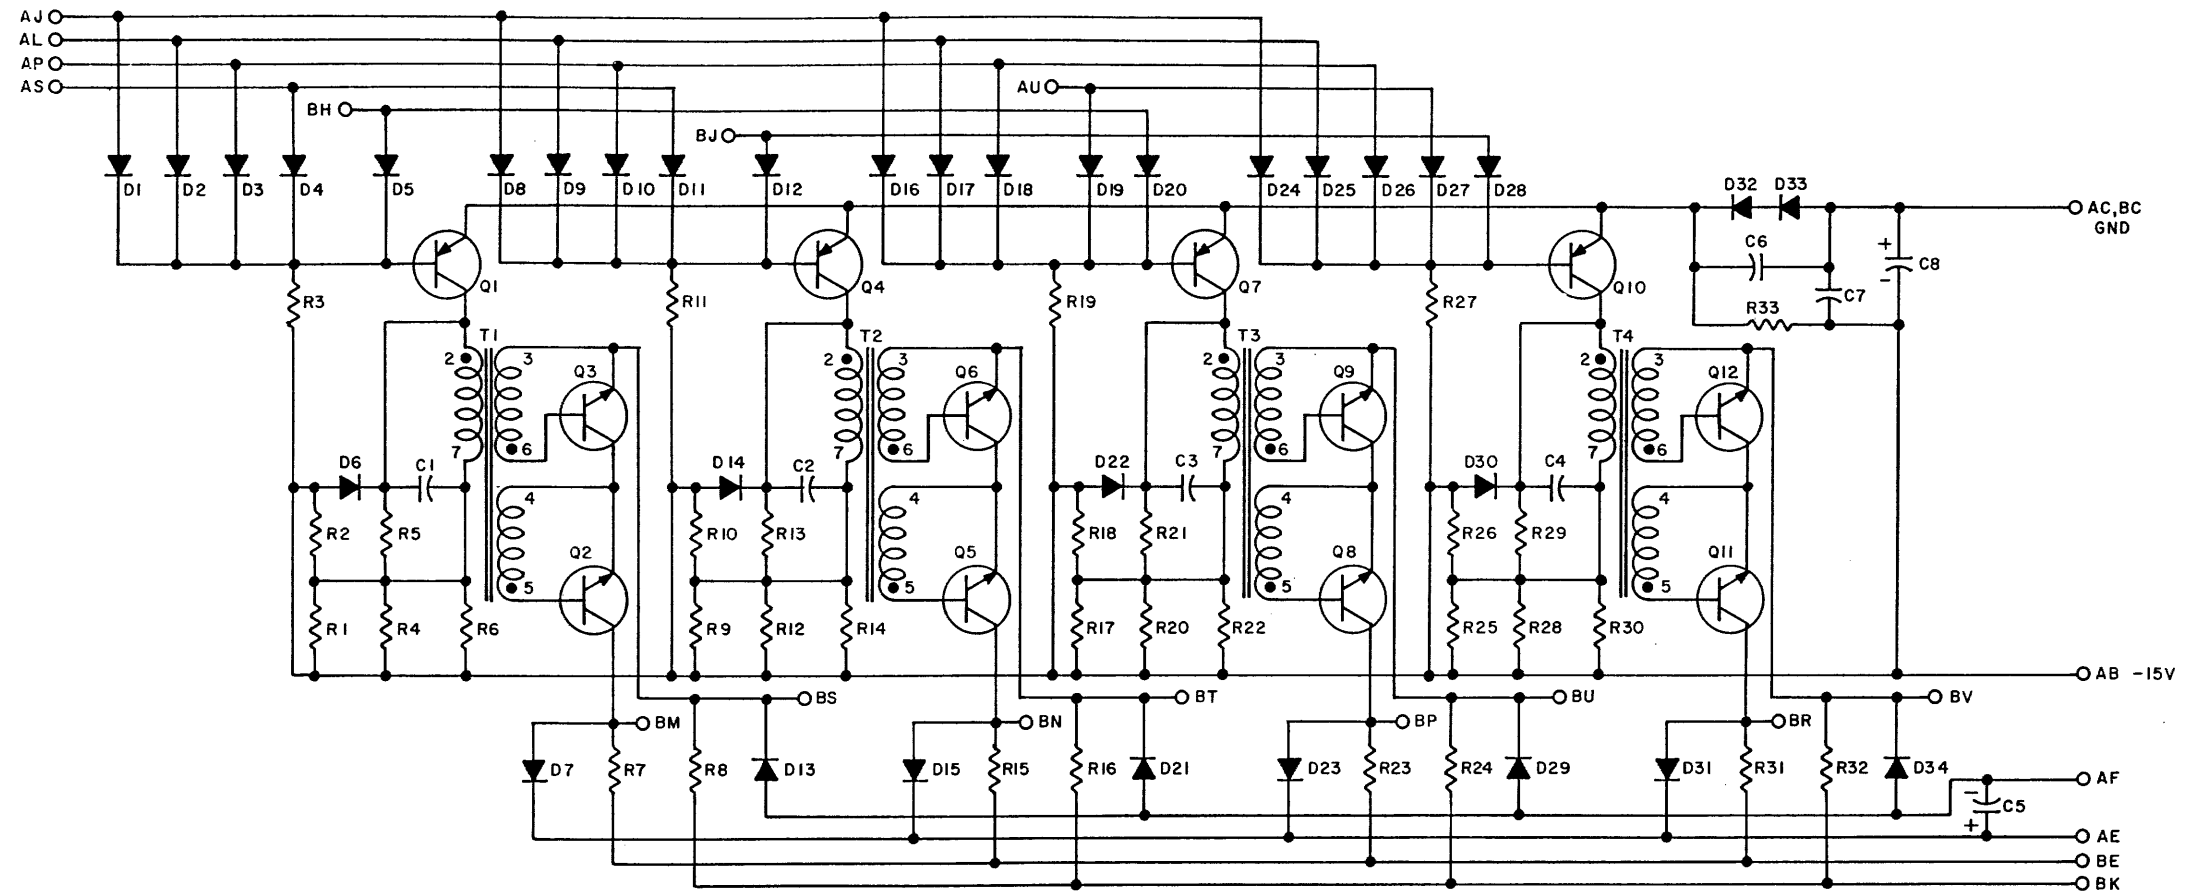 AJ
AL
AP
AS
AU
BH
BJ
D1 D2 D3 D4 D5 D8 D9 D10 D11 D12 D16 D17 D18 D19 D20 D24 D25 D26 D27 D28 D32 D33
AC,BC
GND
C6
+
C8
-
Q1 Q4 Q7 Q10
R3 R11 R19 R27 C7
R33
T1 T2 T3 T4
2 3 2 3 2 3 2 3
Q3 Q6 Q9 Q12
7 6 7 6 7 6 7 6
D6 C1 D14 C2 D22 C3 D30 C4
4 4 4 4
R2 R5 R10 R13 R18 R21 R26 R29
Q2 Q5 Q8 Q11
5 5 5 5
R1 R4 R6 R9 R12 R14 R17 R20 R22 R25 R28 R30
AB -15V
BS BT BU BV
BM BN BP BR
D7 R7 R8 D13 D15 R15 R16 D21 D23 R23 R24 D29 D31 R31 R32 D34
AF
-
C5
+
AE
BE
BK